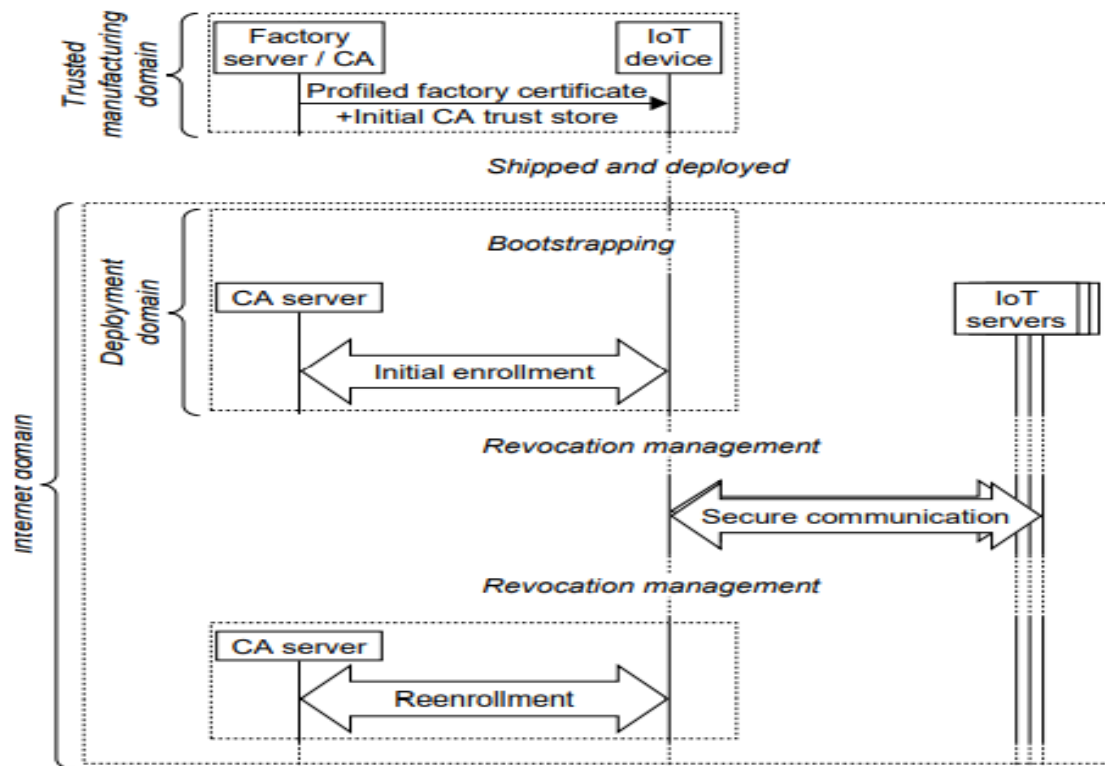 Trusted
manufacturing
domain
Factory
server / CA
IoT
device
Profiled factory certificate
+Initial CA trust store
Shipped and deployed
Internet domain
Deployment
domain
Bootstrapping
CA server
IoT
servers
Initial enrollment
Revocation management
Secure communication
Revocation management
CA server
Reenrollment